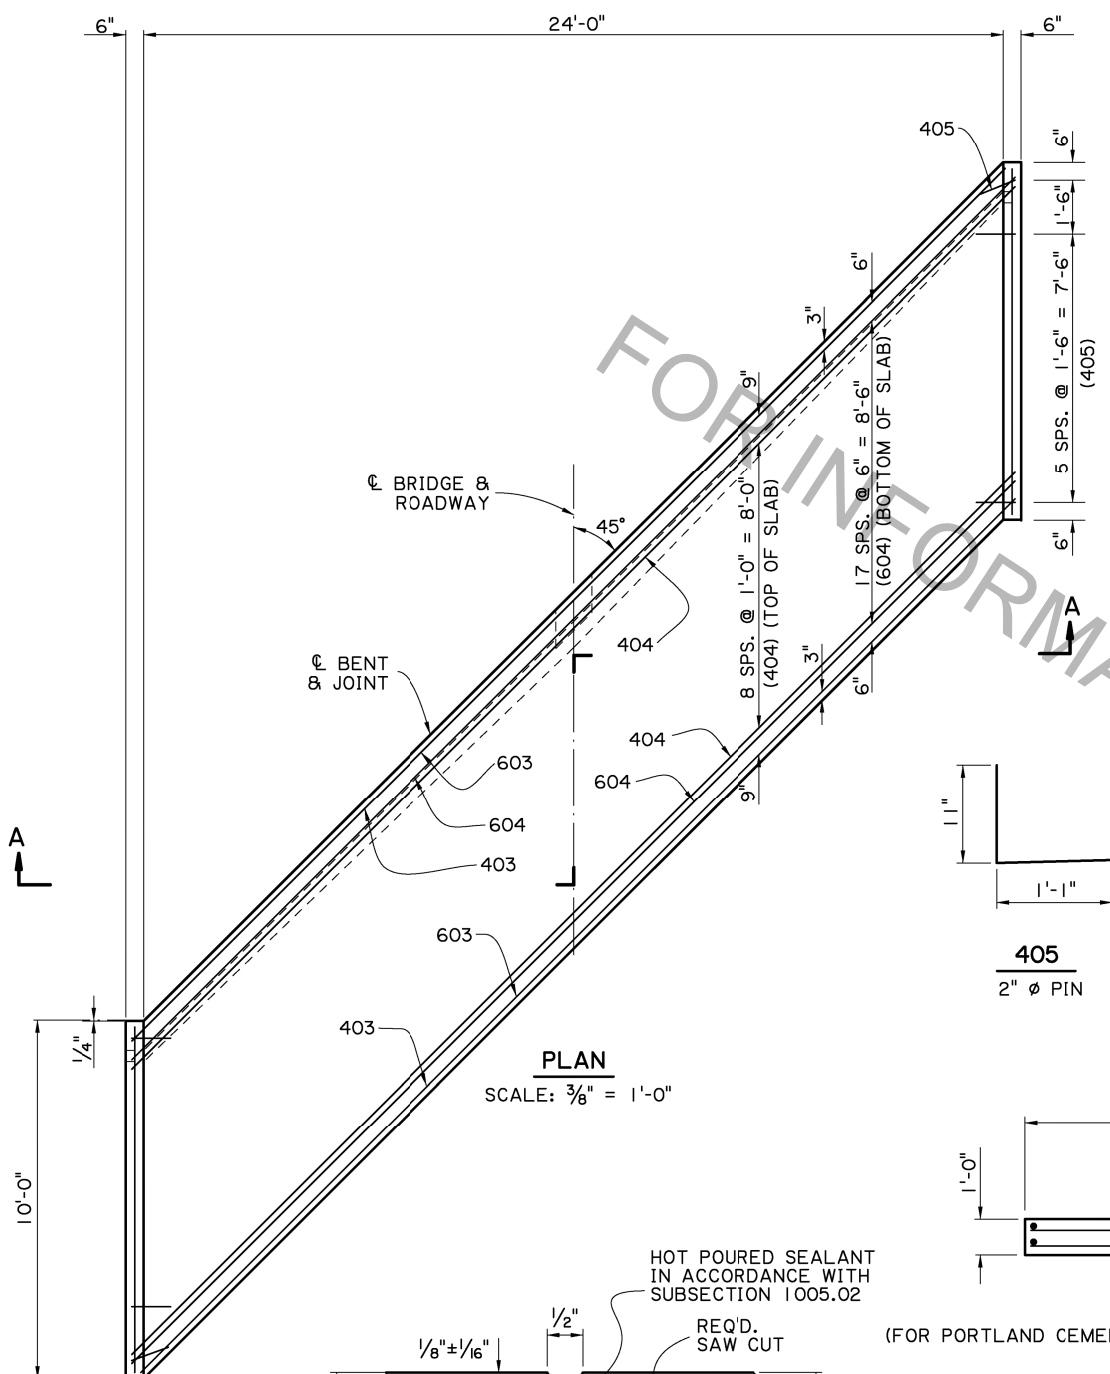 6"
24'-0"
6"
405
6"
1'-6"
5 SPS. @ 1'-6" = 7'-6"
(405)
6"
6"
3"
9"
17 SPS. @ 6" = 8'-6"
(604) (BOTTOM OF SLAB)
8 SPS. @ 1'-0" = 8'-0"
(404) (TOP OF SLAB)
FOR INFORMA
℄ BRIDGE &
ROADWAY
45°
404
℄ BENT
& JOINT
A
3"
6"
404
603
604
9"
604
403
A
11"
1'-1"
405
2" ø PIN
603
403
1/4"
PLAN
SCALE: 3/8" = 1'-0"
10'-0"
1'-0"
HOT POURED SEALANT
IN ACCORDANCE WITH
SUBSECTION 1005.02
1/2"
REQ'D.
SAW CUT
1/8"±1/16"
(FOR PORTLAND CEME